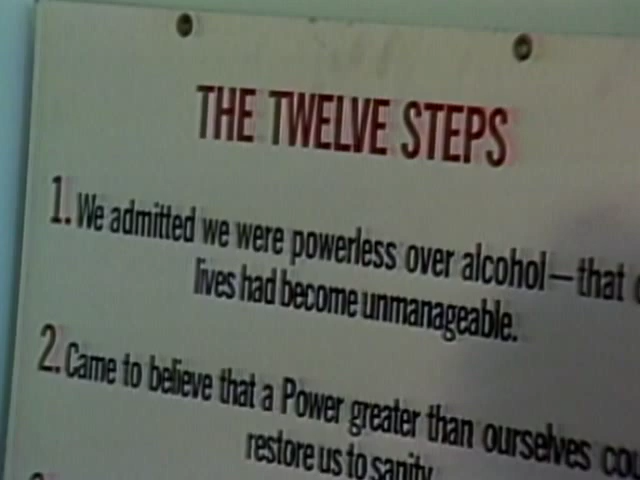 THE TWELVE STEPS
1. We admitted we were powerless over alcohol—that
lives had become unmanageable.
2. Came to believe that a Power greater than ourselves
restore us to sanity.